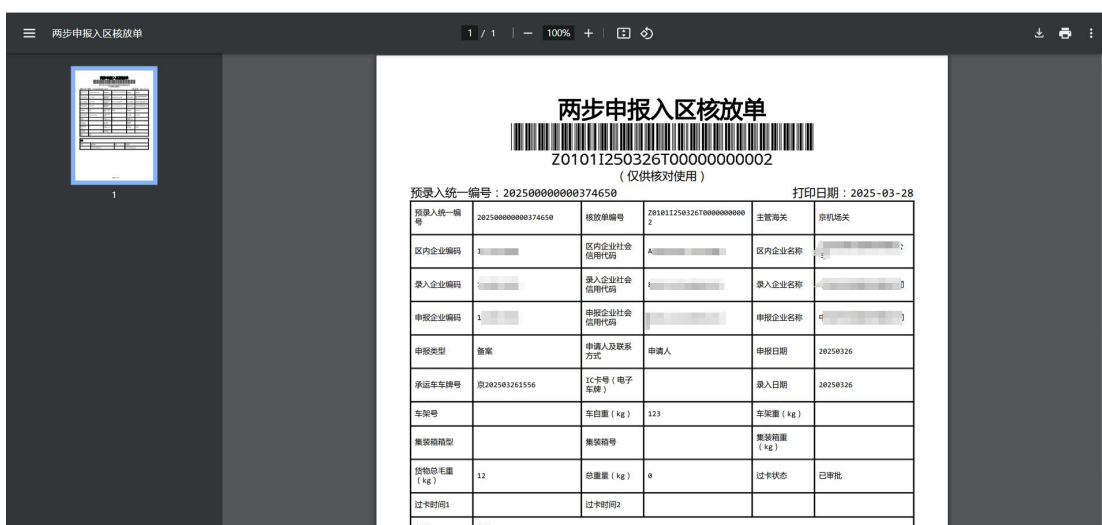 两步申报入区核放单
1 / 1 | — 100% + |
1
两步申报入区核放单
Z0101I250326T00000000002
(仅供核对使用)
预录入统一编号:202500000000374650 打印日期:2025-03-28
预录入统一编号 202500000000374650 核放单编号 Z0101I250326T00000000002 主管海关 京机场关
区内企业编码 1 区内企业社会信用代码 A 区内企业名称
录入企业编码 录入企业社会信用代码 录入企业名称
申报企业编码 1 申报企业社会信用代码 申报企业名称
申报类型 备案 申请人及联系方式 申请人 申报日期 20250326
承运车车牌号 京202503261556 IC卡号(电子车牌) 录入日期 20250326
车架号 车自重(kg) 123 车架重(kg)
集装箱箱型 集装箱号 集装箱重(kg)
货物总毛重(kg) 12 总重量(kg) 0 过卡状态 已审批
过卡时间1 过卡时间2